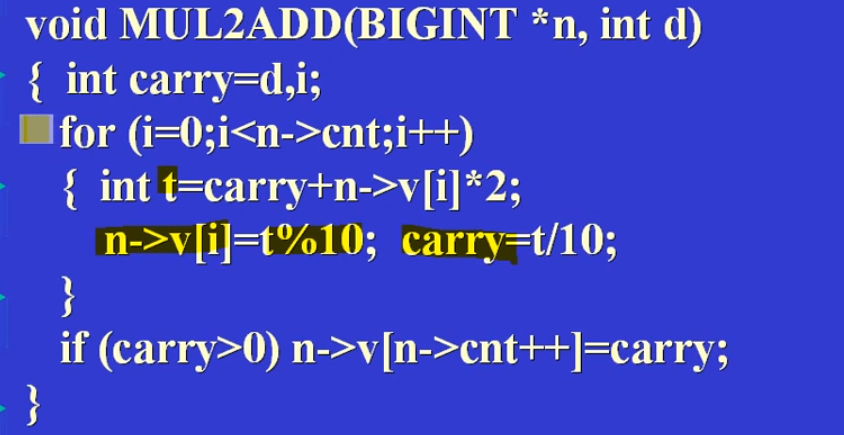 void MUL2ADD(BIGINT *n, int d)
{ int carry=d,i;
for (i=0;i<n->cnt;i++)
{ int t=carry+n->v[i]*2;
n->v[i]=t%10; carry=t/10;
}
if (carry>0) n->v[n->cnt++]=carry;
}